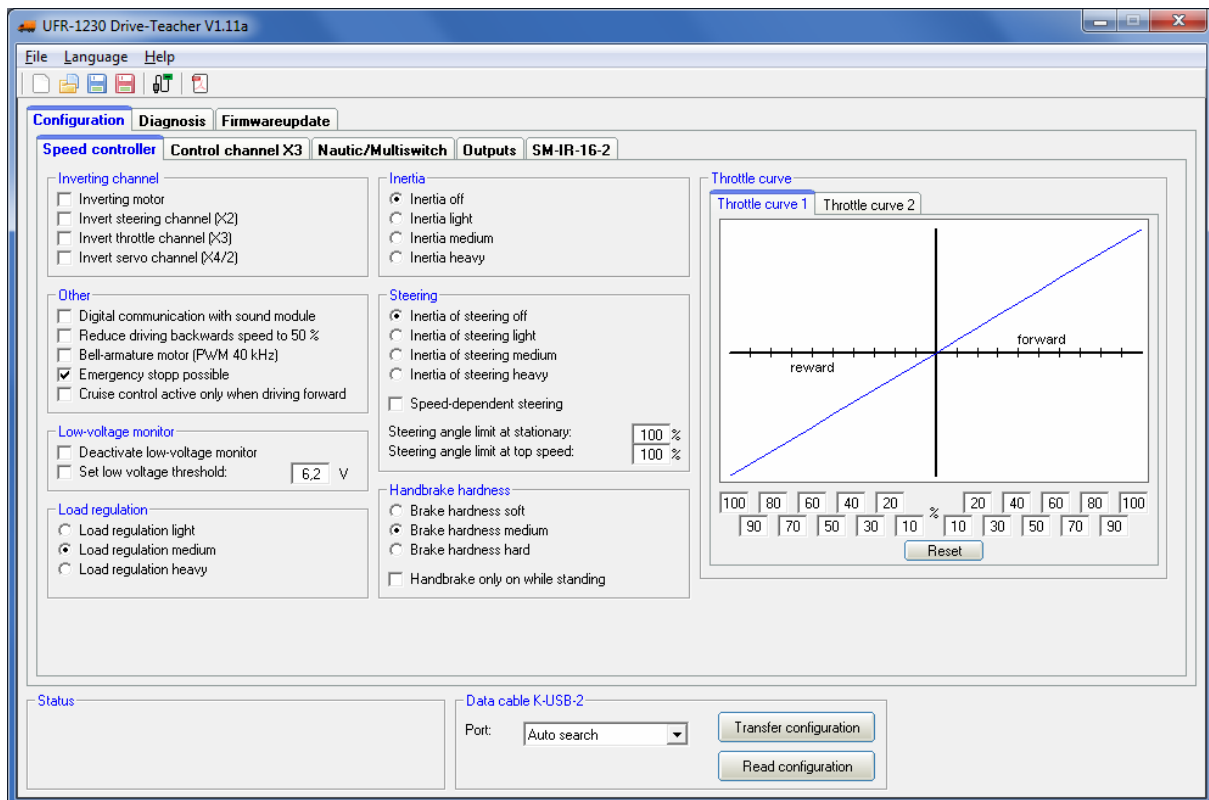 UFR-1230 Drive-Teacher V1.11a
File Language Help
Configuration Diagnosis Firmwareupdate
Speed controller Control channel X3 Nautic/Multiswitch Outputs SM-IR-16-2
Inverting channel
Inverting motor
Invert steering channel (X2)
Invert throttle channel (X3)
Invert servo channel (X4/2)
Other
Digital communication with sound module
Reduce driving backwards speed to 50 %
Bell-armature motor (PWM 40 kHz)
Emergency stopp possible
Cruise control active only when driving forward
Low-voltage monitor
Deactivate low-voltage monitor
Set low voltage threshold: 6,2 V
Load regulation
Load regulation light
Load regulation medium
Load regulation heavy
Inertia
Inertia off
Inertia light
Inertia medium
Inertia heavy
Steering
Inertia of steering off
Inertia of steering light
Inertia of steering medium
Inertia of steering heavy
Speed-dependent steering
Steering angle limit at stationary: 100 %
Steering angle limit at top speed: 100 %
Handbrake hardness
Brake hardness soft
Brake hardness medium
Brake hardness hard
Handbrake only on while standing
Throttle curve
Throttle curve 1 Throttle curve 2
forward
reward
100 80 60 40 20 % 20 40 60 80 100
90 70 50 30 10 10 30 50 70 90
Reset
Status
Data cable K-USB-2
Port: Auto search
Transfer configuration
Read configuration